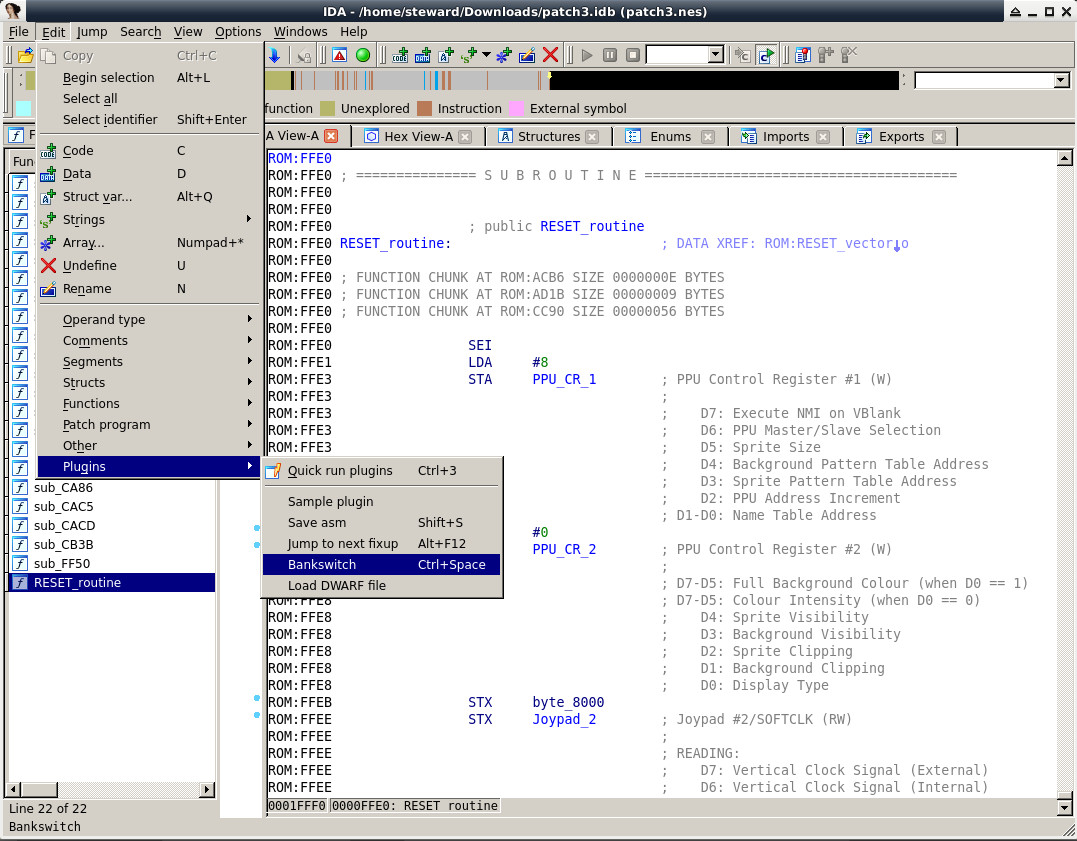 IDA - /home/steward/Downloads/patch3.idb (patch3.nes)
File Edit Jump Search View Options Windows Help
Copy Ctrl+C
Begin selection Alt+L
Select all
Select identifier Shift+Enter
Code C
Data D
Struct var... Alt+Q
Strings
Array... Numpad+*
Undefine U
Rename N
Operand type
Comments
Segments
Structs
Functions
Patch program
Other
Plugins
Quick run plugins Ctrl+3
Sample plugin
Save asm Shift+S
Jump to next fixup Alt+F12
Bankswitch Ctrl+Space
Load DWARF file
function Unexplored Instruction External symbol
A View-A Hex View-A Structures Enums Imports Exports
sub_CA86
sub_CAC5
sub_CACD
sub_CB3B
sub_FF50
RESET_routine
ROM:FFE0
ROM:FFE0 ; =============== S U B R O U T I N E =======================================
ROM:FFE0
ROM:FFE0
ROM:FFE0 ; public RESET_routine
ROM:FFE0 RESET_routine: ; DATA XREF: ROM:RESET_vector↓o
ROM:FFE0
ROM:FFE0 ; FUNCTION CHUNK AT ROM:ACB6 SIZE 0000000E BYTES
ROM:FFE0 ; FUNCTION CHUNK AT ROM:AD1B SIZE 00000009 BYTES
ROM:FFE0 ; FUNCTION CHUNK AT ROM:CC90 SIZE 00000056 BYTES
ROM:FFE0
ROM:FFE0 SEI
ROM:FFE1 LDA #8
ROM:FFE3 STA PPU_CR_1 ; PPU Control Register #1 (W)
ROM:FFE3 ;
ROM:FFE3 ; D7: Execute NMI on VBlank
ROM:FFE3 ; D6: PPU Master/Slave Selection
ROM:FFE3 ; D5: Sprite Size
; D4: Background Pattern Table Address
; D3: Sprite Pattern Table Address
; D2: PPU Address Increment
; D1-D0: Name Table Address
#0
PPU_CR_2 ; PPU Control Register #2 (W)
;
; D7-D5: Full Background Colour (when D0 == 1)
ROM:FFE8 ; D7-D5: Colour Intensity (when D0 == 0)
ROM:FFE8 ; D4: Sprite Visibility
ROM:FFE8 ; D3: Background Visibility
ROM:FFE8 ; D2: Sprite Clipping
ROM:FFE8 ; D1: Background Clipping
ROM:FFE8 ; D0: Display Type
ROM:FFEB STX byte_8000
ROM:FFEE STX Joypad_2 ; Joypad #2/SOFTCLK (RW)
ROM:FFEE ;
ROM:FFEE ; READING:
ROM:FFEE ; D7: Vertical Clock Signal (External)
ROM:FFEE ; D6: Vertical Clock Signal (Internal)
0001FFF0 0000FFE0: RESET routine
Line 22 of 22
Bankswitch